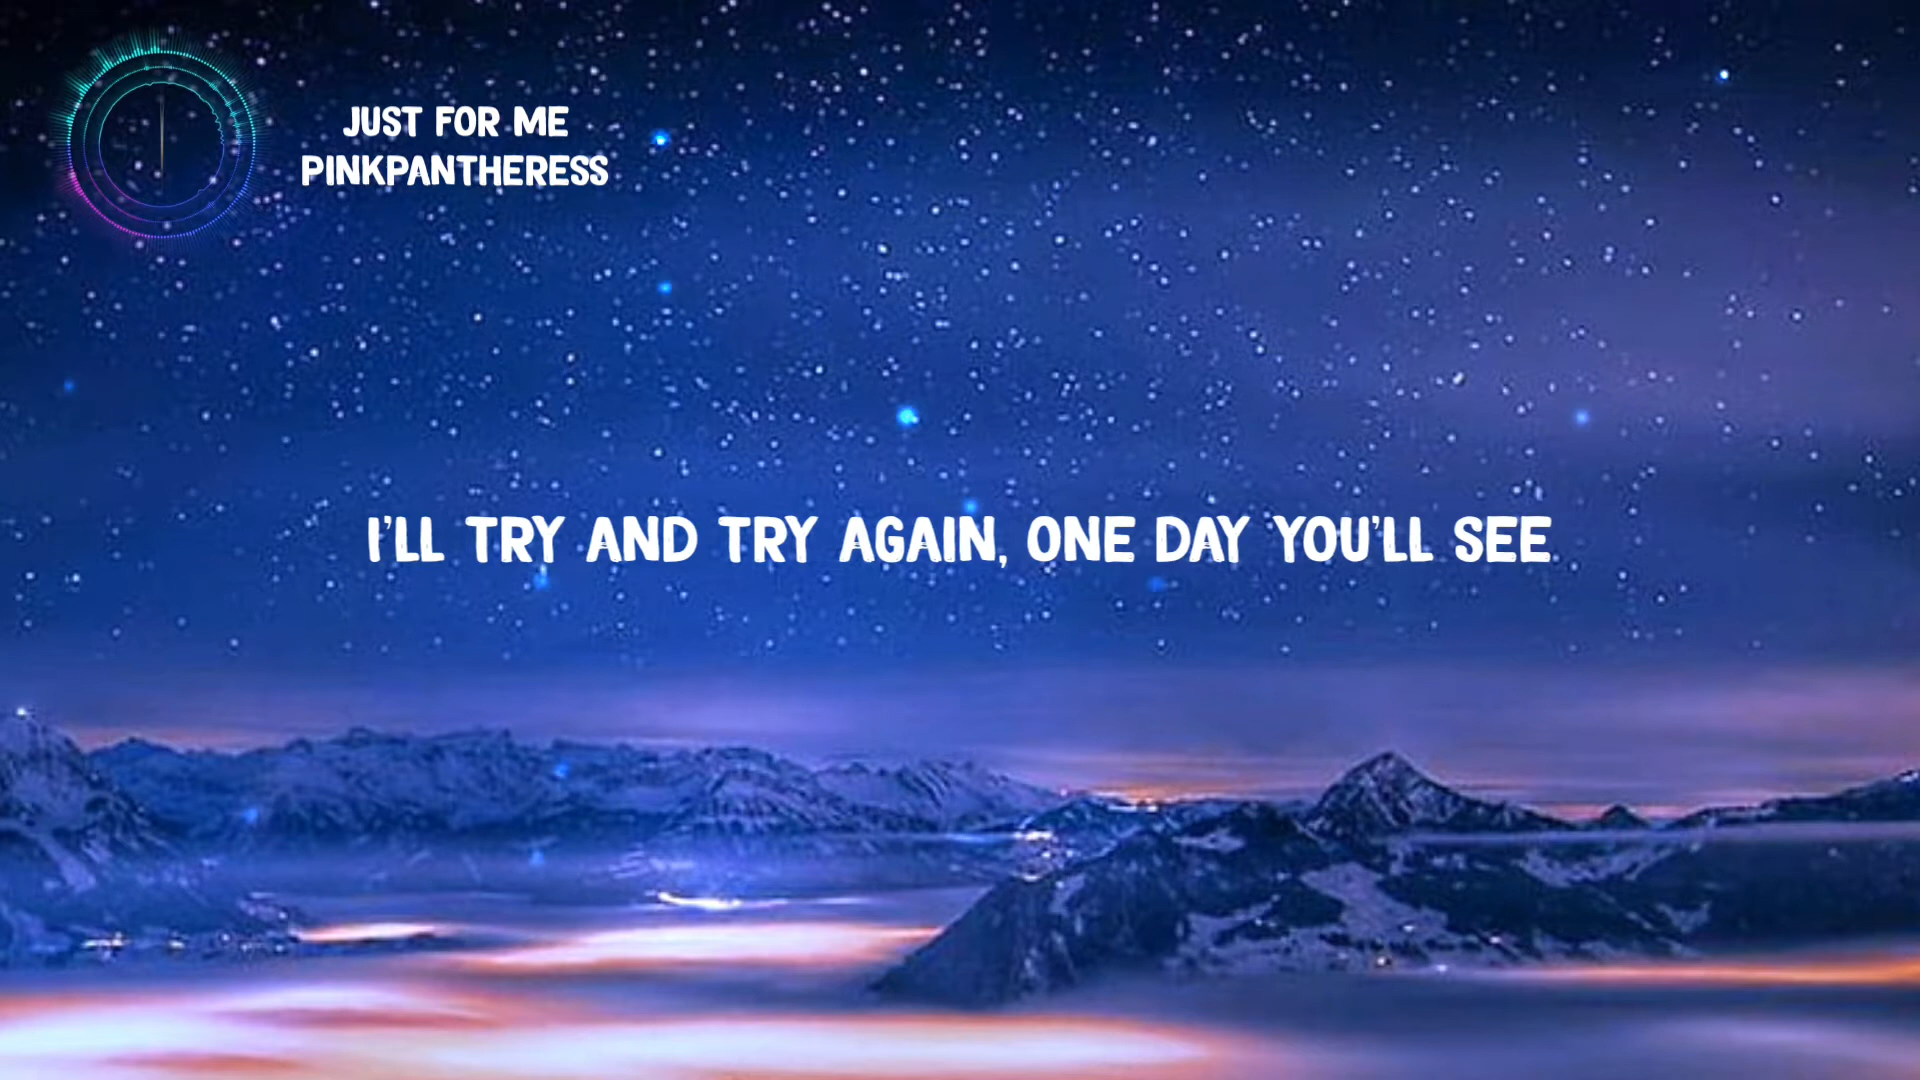 JUST FOR ME
PINKPANTHERESS
I'LL TRY AND TRY AGAIN, ONE DAY YOU'LL SEE